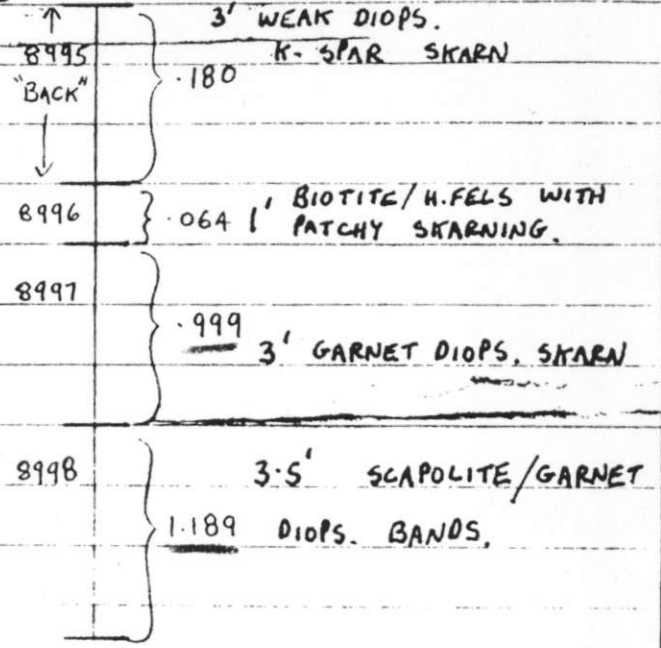 3' WEAK DIOPS.
8995 K-SPAR SKARN
"BACK" .180
8996 .064 1' BIOTITE/H.FELS WITH
PATCHY SKARNING.
8997
.999
3' GARNET DIOPS. SKARN
8998 3.5' SCAPOLITE/GARNET
1.189 DIOPS. BANDS.